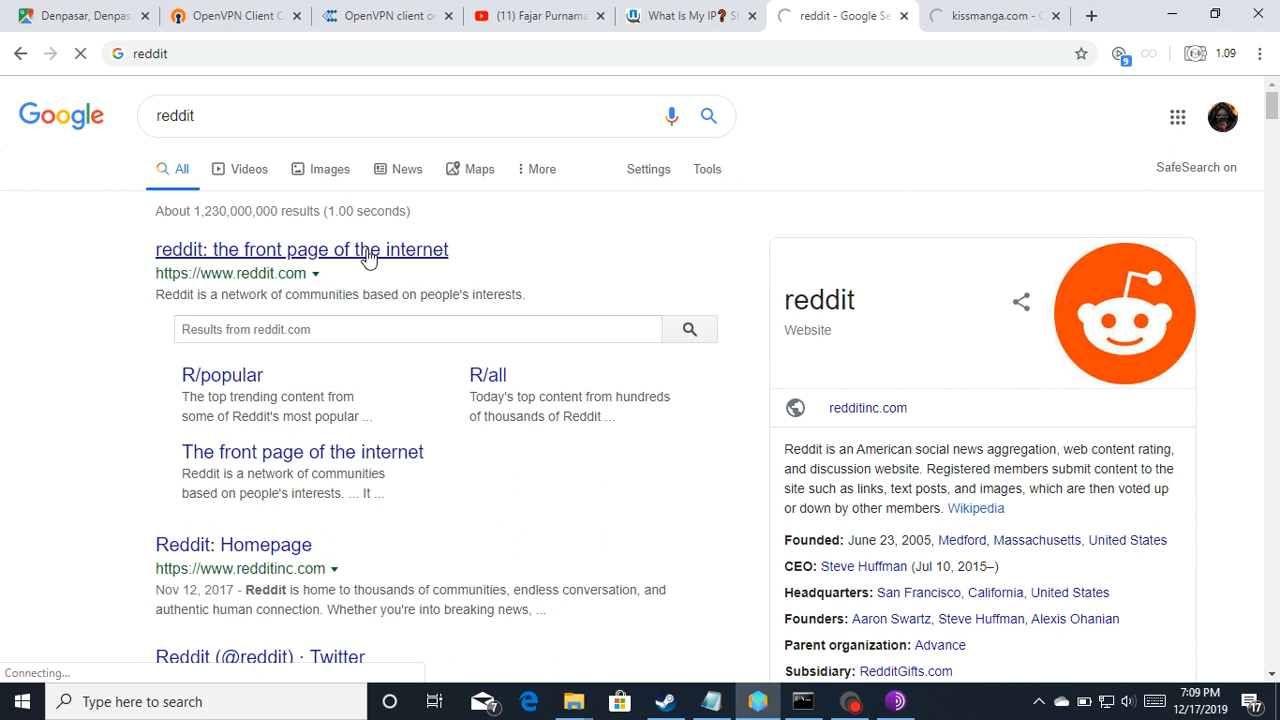 Denpasar, Denpas
OpenVPN Client C
OpenVPN client o
(11) Fajar Purnama
What Is My IP? S
reddit - Google Se
kissmanga.com - G
reddit
9
1.09
Google
reddit
All
Videos
Images
News
Maps
More
Settings
Tools
SafeSearch on
About 1,230,000,000 results (1.00 seconds)
reddit: the front page of the internet
https://www.reddit.com
Reddit is a network of communities based on people's interests.
Results from reddit.com
R/popular
The top trending content from
some of Reddit's most popular ...
R/all
Today's top content from hundreds
of thousands of Reddit ...
The front page of the internet
Reddit is a network of communities
based on people's interests. ... It ...
Reddit: Homepage
https://www.redditinc.com
Nov 12, 2017 - Reddit is home to thousands of communities, endless conversation, and
authentic human connection. Whether you're into breaking news, ...
Reddit (@reddit) · Twitter
reddit
Website
redditinc.com
Reddit is an American social news aggregation, web content rating,
and discussion website. Registered members submit content to the
site such as links, text posts, and images, which are then voted up
or down by other members. Wikipedia
Founded: June 23, 2005, Medford, Massachusetts, United States
CEO: Steve Huffman (Jul 10, 2015–)
Headquarters: San Francisco, California, United States
Founders: Aaron Swartz, Steve Huffman, Alexis Ohanian
Parent organization: Advance
Subsidiary: RedditGifts.com
Connecting...
Type here to search
7
7:09 PM
12/17/2019
17